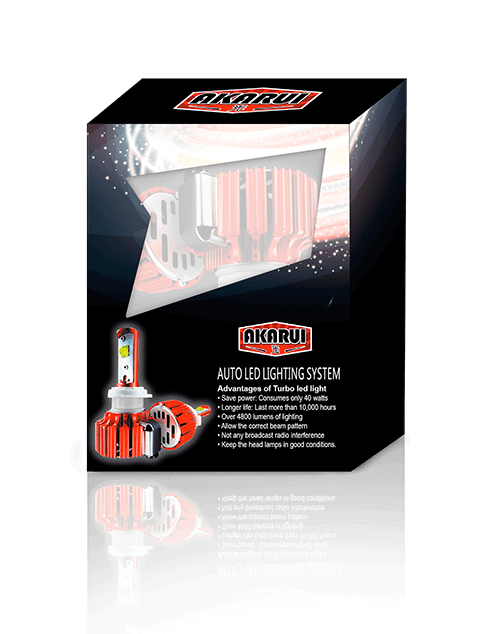 AKARUI
AKARUI
AUTO LED LIGHTING SYSTEM
Advantages of Turbo led light
• Save power: Consumes only 40 watts
• Longer life: Last more than 10,000 hours
• Over 4800 lumens of lighting
• Allow the correct beam pattern
• Not any broadcast radio interference
• Keep the head lamps in good conditions.